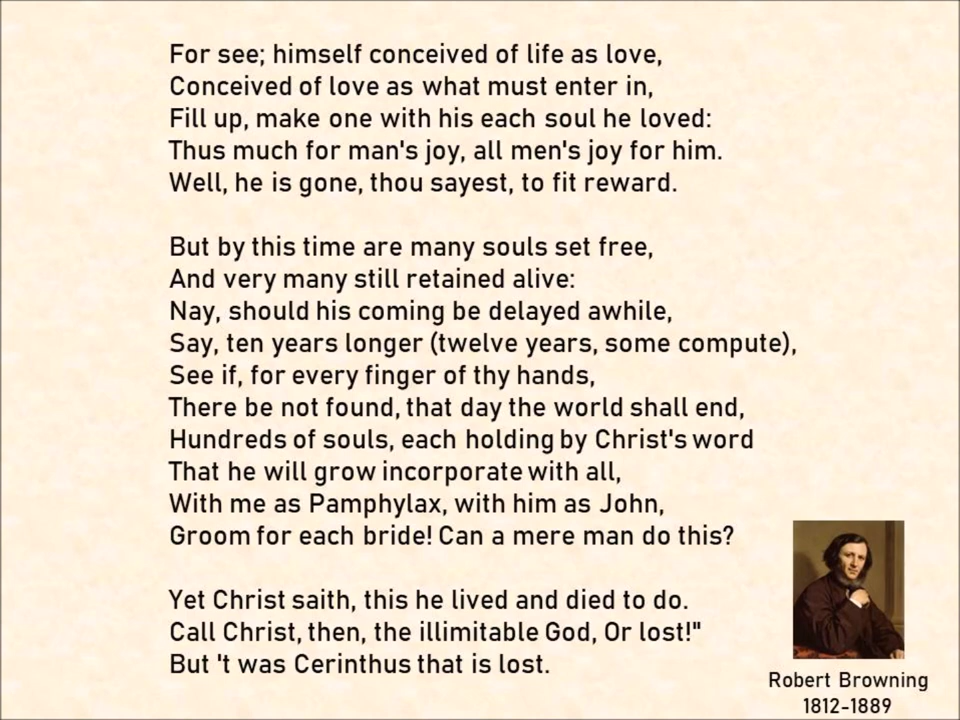 For see; himself conceived of life as love,
Conceived of love as what must enter in,
Fill up, make one with his each soul he loved:
Thus much for man's joy, all men's joy for him.
Well, he is gone, thou sayest, to fit reward.
But by this time are many souls set free,
And very many still retained alive:
Nay, should his coming be delayed awhile,
Say, ten years longer (twelve years, some compute),
See if, for every finger of thy hands,
There be not found, that day the world shall end,
Hundreds of souls, each holding by Christ's word
That he will grow incorporate with all,
With me as Pamphylax, with him as John,
Groom for each bride! Can a mere man do this?
Yet Christ saith, this he lived and died to do.
Call Christ, then, the illimitable God, Or lost!"
But 't was Cerinthus that is lost.
Robert Browning
1812-1889